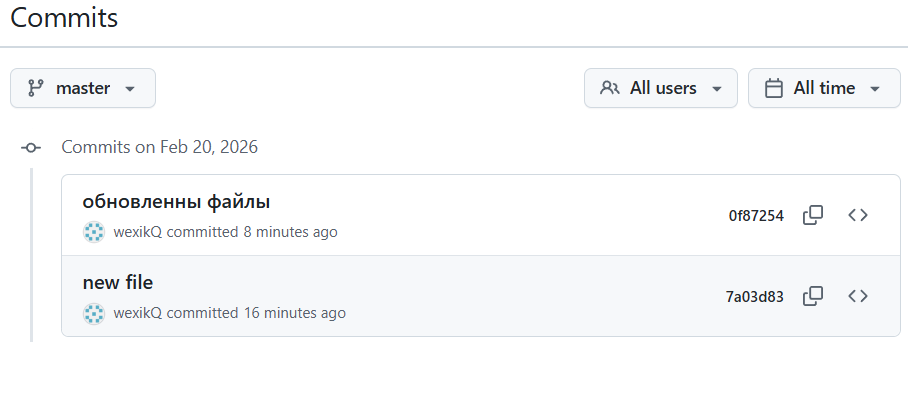 Commits
master
All users
All time
Commits on Feb 20, 2026
обновленны файлы
0f87254
wexikQ committed 8 minutes ago
new file
7a03d83
wexikQ committed 16 minutes ago